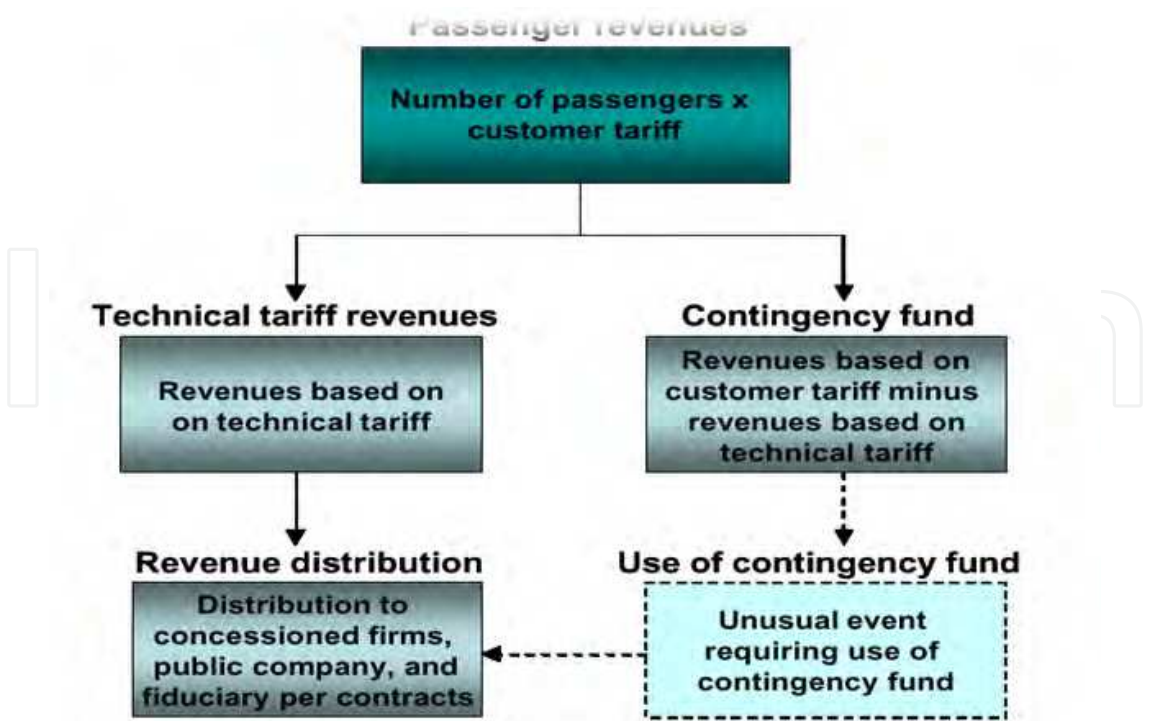 Passenger revenues
Number of passengers x
customer tariff
Technical tariff revenues
Contingency fund
Revenues based on
on technical tariff
Revenues based on
customer tariff minus
revenues based on
technical tariff
Revenue distribution
Use of contingency fund
Distribution to
concessioned firms,
public company, and
fiduciary per contracts
Unusual event
requiring use of
contingency fund